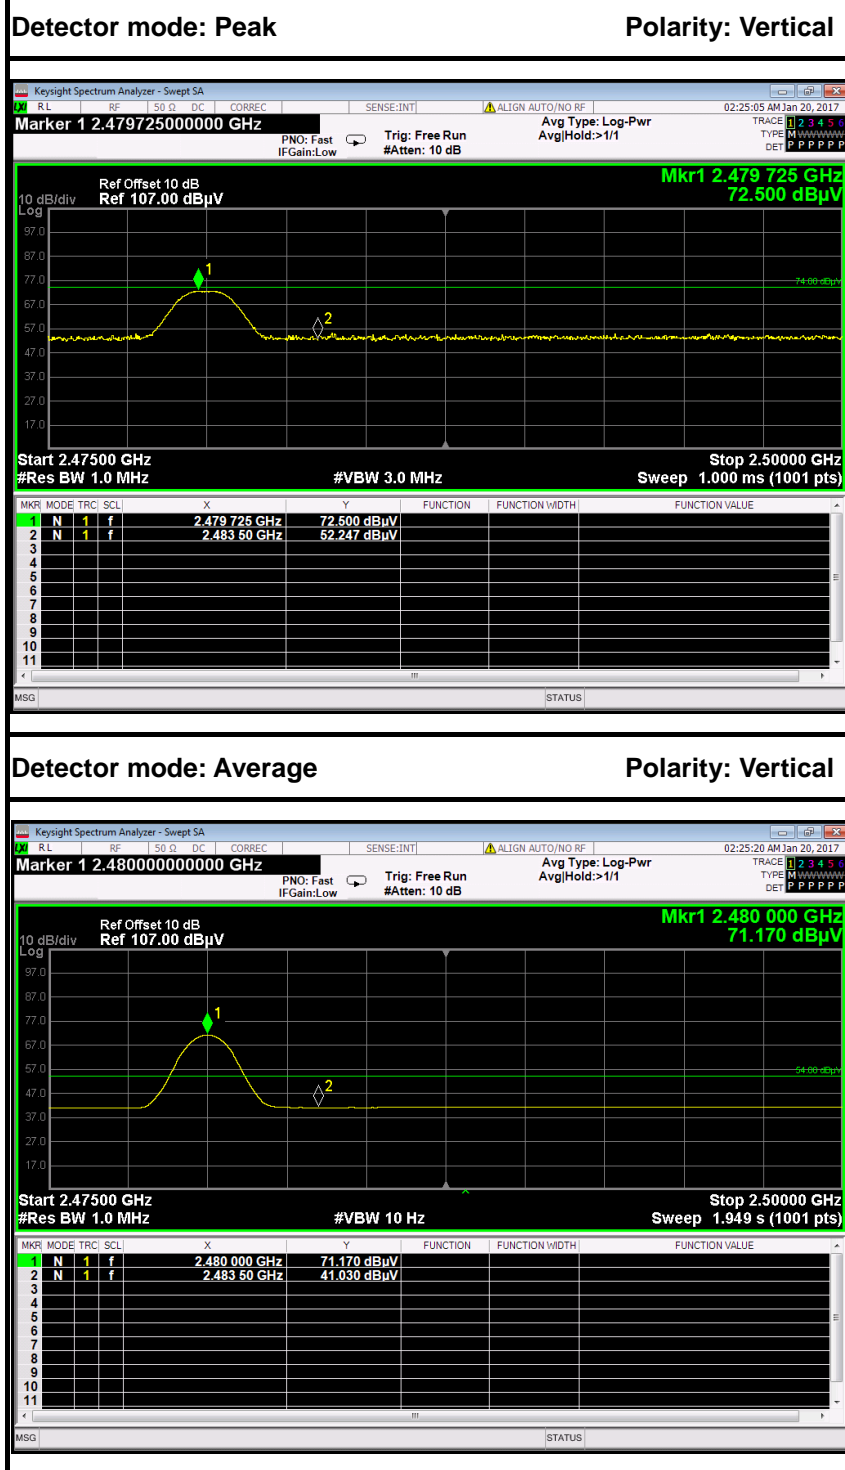 Detector mode: Peak Polarity: Vertical
Keysight Spectrum Analyzer - Swept SA
LXI RL RF 50 Ω DC CORREC SENSE:INT ALIGN AUTO/NO RF 02:25:05 AM Jan 20, 2017
Marker 1 2.479725000000 GHz
PNO: Fast
IFGain:Low
Trig: Free Run
#Atten: 10 dB
Avg Type: Log-Pwr
Avg|Hold:>1/1
TRACE 1 2 3 4 5 6
TYPE M WWWWW
DET P P P P P P
Mkr1 2.479 725 GHz
72.500 dBµV
Ref Offset 10 dB
10 dB/div Ref 107.00 dBµV
Log
97.0
87.0
77.0
67.0
57.0
47.0
37.0
27.0
17.0
1
2
74.00 dBµV
Start 2.47500 GHz Stop 2.50000 GHz
#Res BW 1.0 MHz #VBW 3.0 MHz Sweep 1.000 ms (1001 pts)
MKR MODE TRC SCL X Y FUNCTION FUNCTION WIDTH FUNCTION VALUE
1 N 1 f 2.479 725 GHz 72.500 dBµV
2 N 1 f 2.483 50 GHz 52.247 dBµV
3
4
5
6
7
8
9
10
11
MSG STATUS
Detector mode: Average Polarity: Vertical
Keysight Spectrum Analyzer - Swept SA
LXI RL RF 50 Ω DC CORREC SENSE:INT ALIGN AUTO/NO RF 02:25:20 AM Jan 20, 2017
Marker 1 2.480000000000 GHz
PNO: Fast
IFGain:Low
Trig: Free Run
#Atten: 10 dB
Avg Type: Log-Pwr
Avg|Hold:>1/1
TRACE 1 2 3 4 5 6
TYPE M WWWWW
DET P P P P P P
Mkr1 2.480 000 GHz
71.170 dBµV
Ref Offset 10 dB
10 dB/div Ref 107.00 dBµV
Log
97.0
87.0
77.0
67.0
57.0
47.0
37.0
27.0
17.0
1
2
54.00 dBµV
Start 2.47500 GHz Stop 2.50000 GHz
#Res BW 1.0 MHz #VBW 10 Hz Sweep 1.949 s (1001 pts)
MKR MODE TRC SCL X Y FUNCTION FUNCTION WIDTH FUNCTION VALUE
1 N 1 f 2.480 000 GHz 71.170 dBµV
2 N 1 f 2.483 50 GHz 41.030 dBµV
3
4
5
6
7
8
9
10
11
MSG STATUS